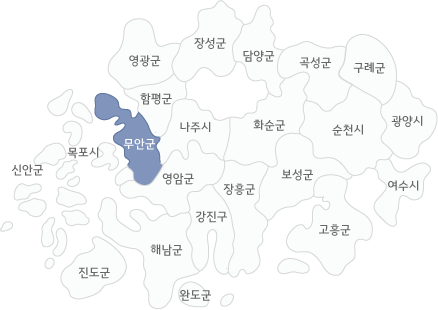 장성군
담양군
영광군
곡성군
구례군
함평군
나주시
화순군
순천시
광양시
무안군
목포시
신안군
영암군
장흥군
보성군
여수시
강진구
고흥군
해남군
진도군
완도군